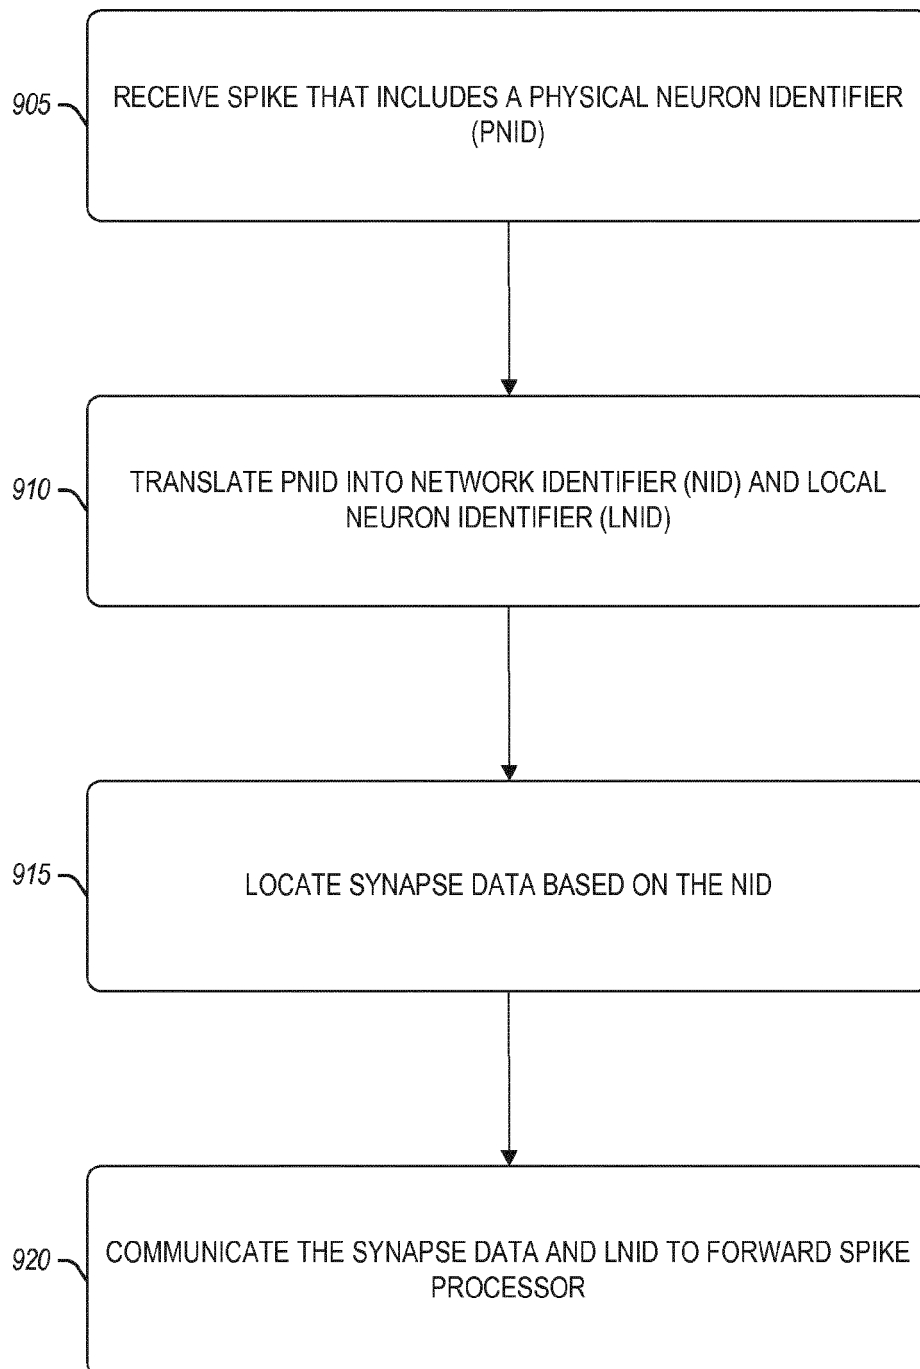 905
RECEIVE SPIKE THAT INCLUDES A PHYSICAL NEURON IDENTIFIER
(PNID)
910
TRANSLATE PNID INTO NETWORK IDENTIFIER (NID) AND LOCAL
NEURON IDENTIFIER (LNID)
915
LOCATE SYNAPSE DATA BASED ON THE NID
920
COMMUNICATE THE SYNAPSE DATA AND LNID TO FORWARD SPIKE
PROCESSOR